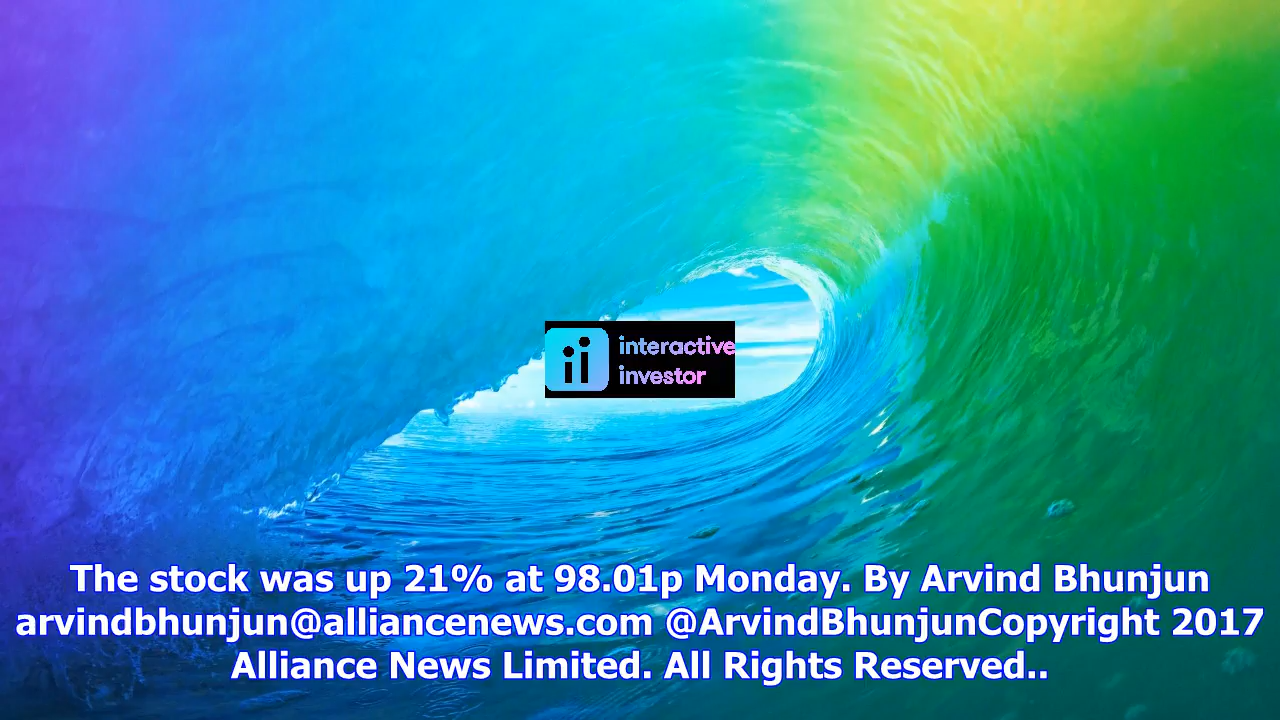 interactive
investor
The stock was up 21% at 98.01p Monday. By Arvind Bhunjun
arvindbhunjun@alliancenews.com @ArvindBhunjunCopyright 2017
Alliance News Limited. All Rights Reserved..